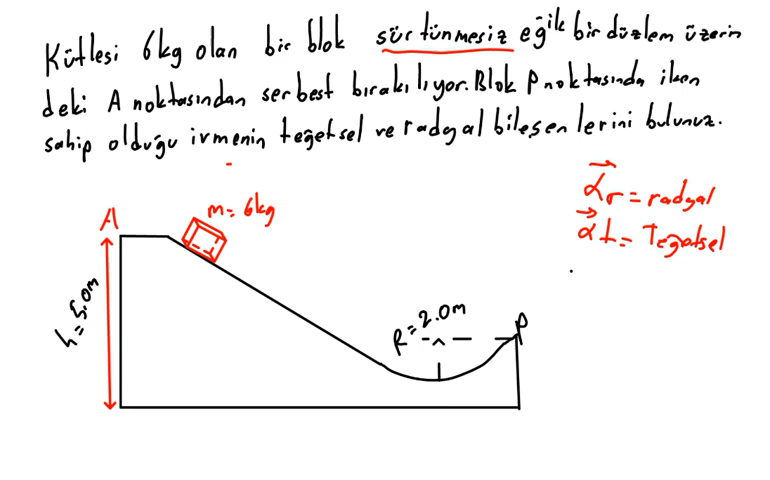 Kütlesi 6kg olan bir blok sürtünmesiz eğik bir düzlem üzerin
deki A noktasından serbest bırakılıyor. Blok P noktasında iken
sahip olduğu ivmenin teğetsel ve radyal bileşenlerini bulunuz.
αr = radyal
αt = Teğetsel
A
m = 6kg
h = 5.0m
R = 2.0m
P